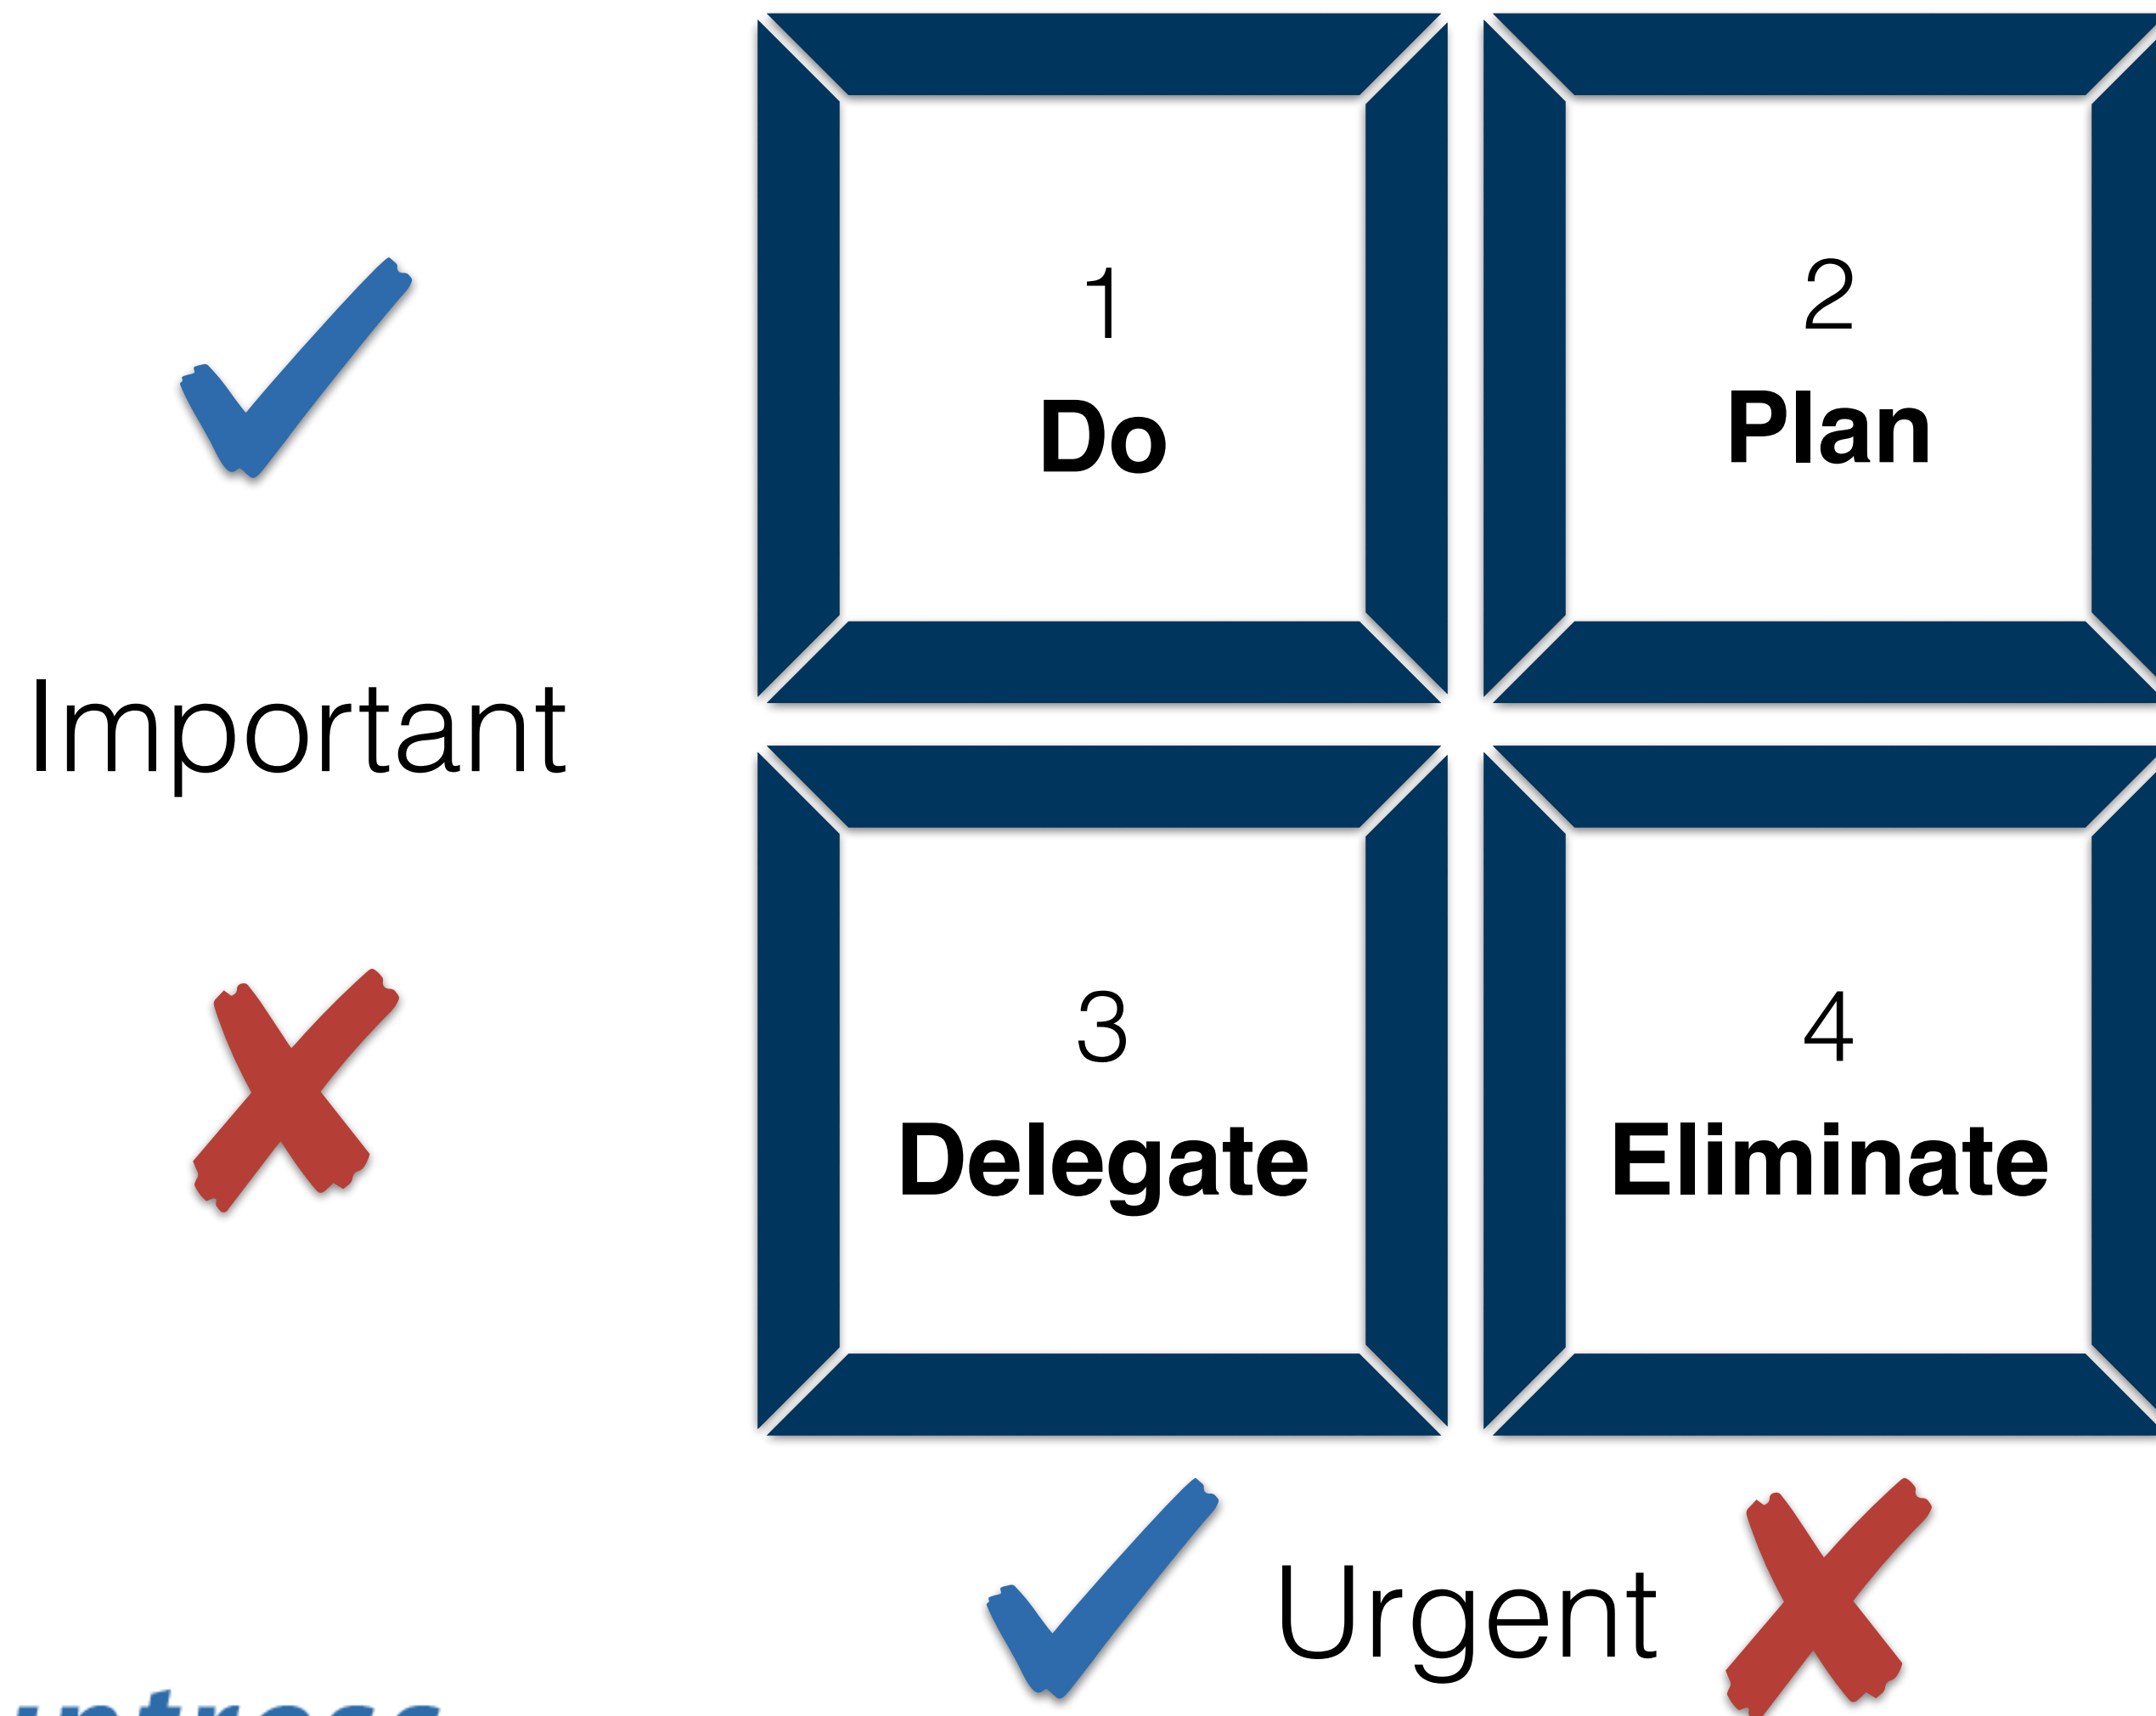 1
Do
2
Plan
Important
3
Delegate
4
Eliminate
Urgent